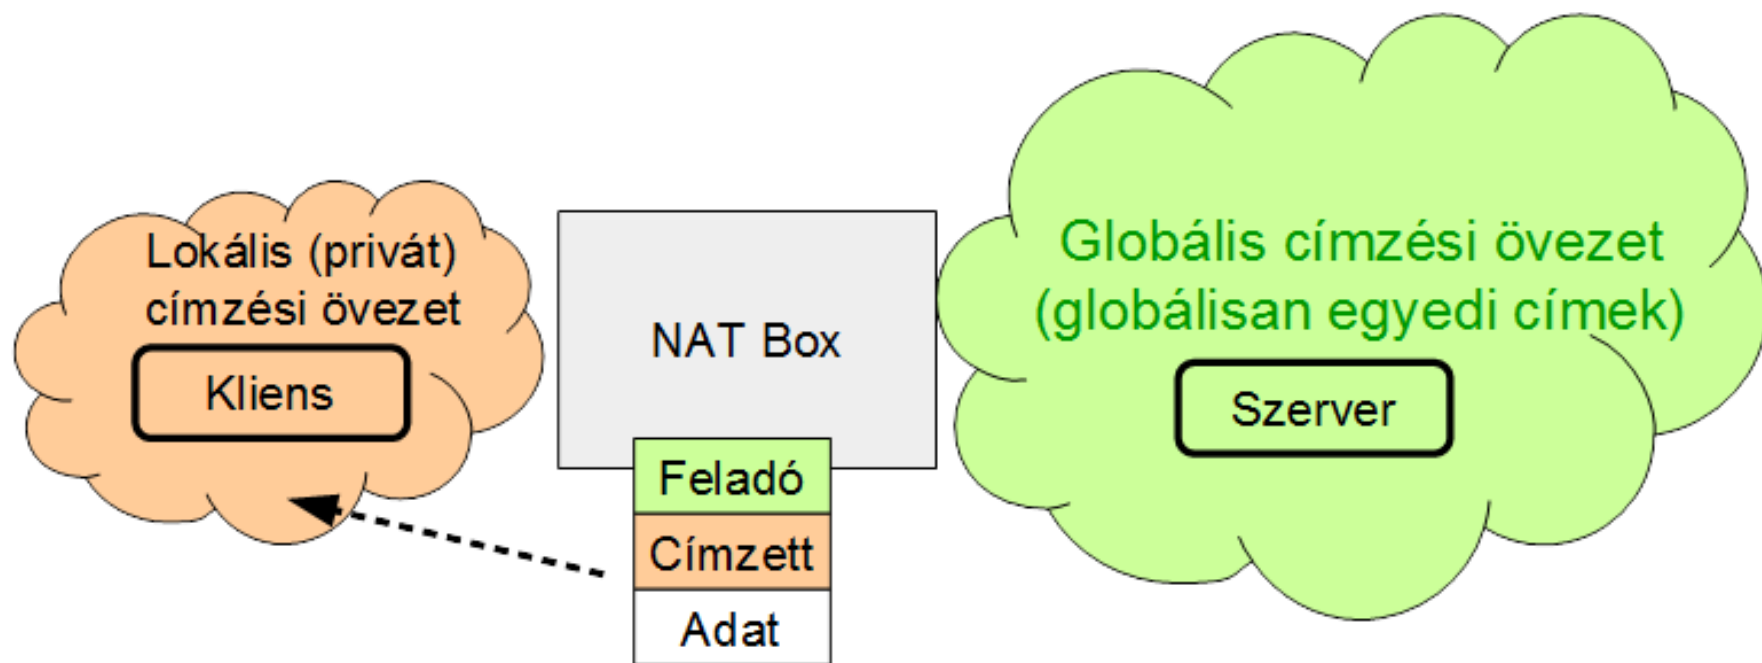 Lokális (privát)
címzési övezet
Kliens
NAT Box
Feladó
Címzett
Adat
Globális címzési övezet
(globálisan egyedi címek)
Szerver